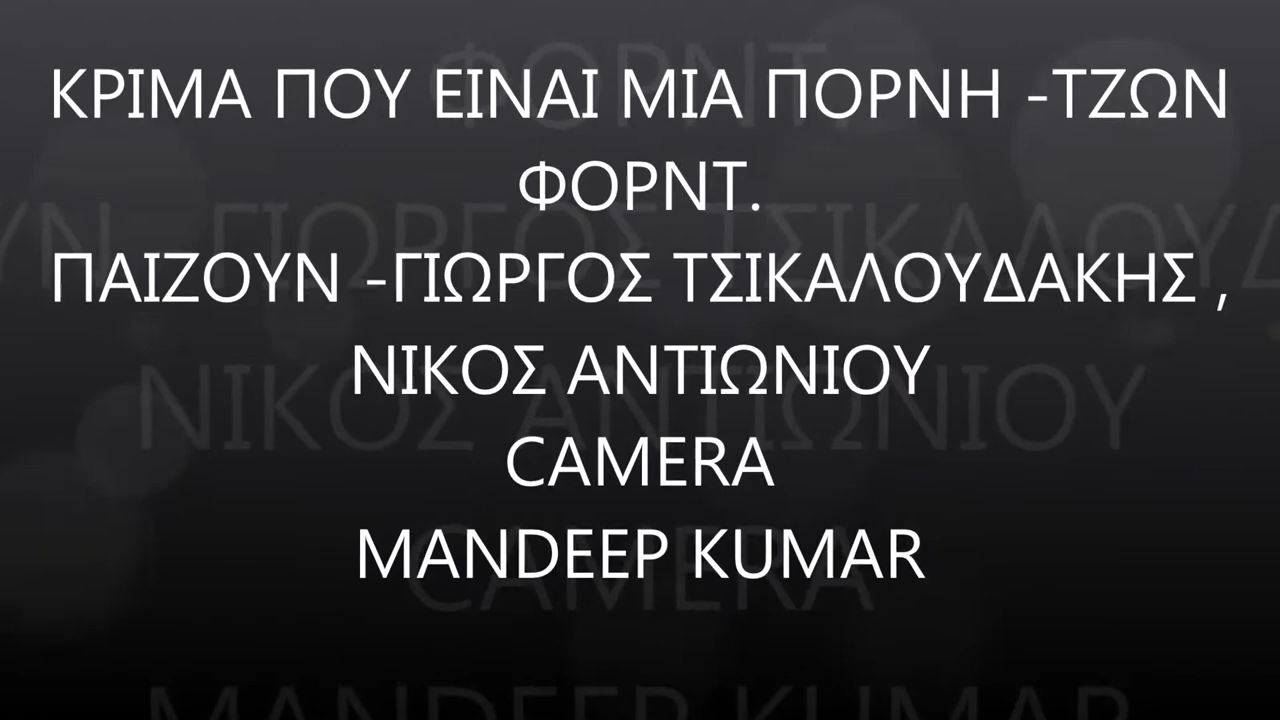 ΚΡΙΜΑ ΠΟΥ ΕΙΝΑΙ ΜΙΑ ΠΟΡΝΗ -ΤΖΩΝ
ΦΟΡΝΤ.
ΠΑΙΖΟΥΝ -ΓΙΩΡΓΟΣ ΤΣΙΚΑΛΟΥΔΑΚΗΣ ,
ΝΙΚΟΣ ΑΝΤΙΩΝΙΟΥ
CAMERA
MANDEEP KUMAR